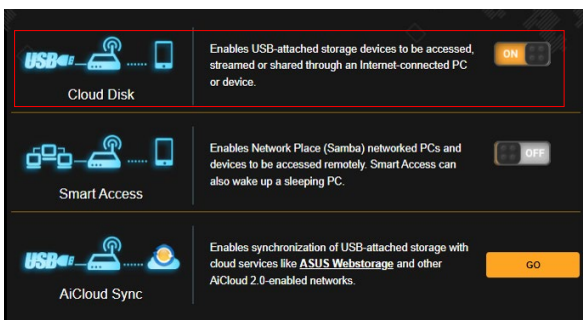 USB
Cloud Disk
Enables USB-attached storage devices to be accessed,
streamed or shared through an Internet-connected PC
or device.
ON
Smart Access
Enables Network Place (Samba) networked PCs and
devices to be accessed remotely. Smart Access can
also wake up a sleeping PC.
OFF
USB
AiCloud Sync
Enables synchronization of USB-attached storage with
cloud services like ASUS Webstorage and other
AiCloud 2.0-enabled networks.
GO